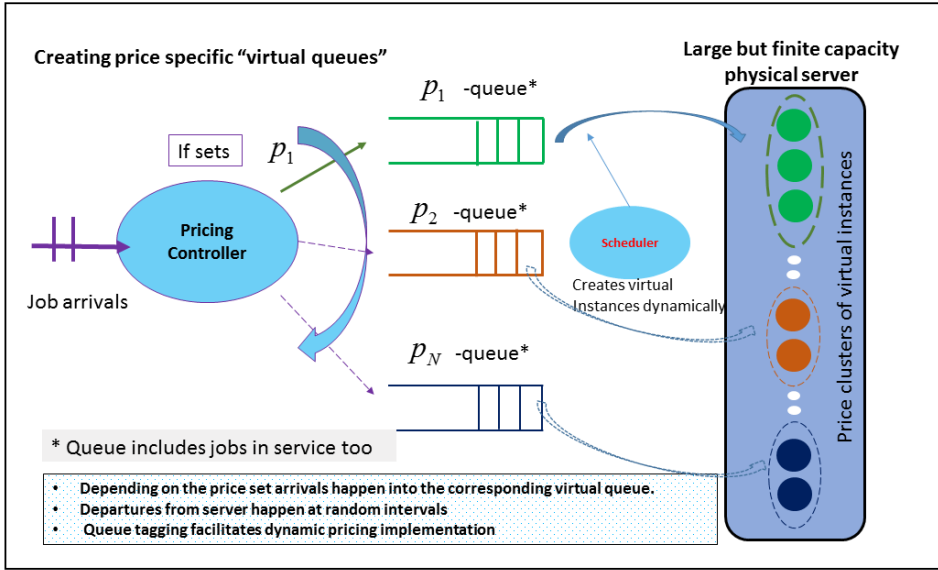 Creating price specific “virtual queues”
Large but finite capacity
physical server
p1 -queue*
If sets
p1
Pricing
Controller
Job arrivals
p2 -queue*
Scheduler
Creates virtual
Instances dynamically
pN -queue*
Price clusters of virtual instances
* Queue includes jobs in service too
• Depending on the price set arrivals happen into the corresponding virtual queue.
• Departures from server happen at random intervals
• Queue tagging facilitates dynamic pricing implementation